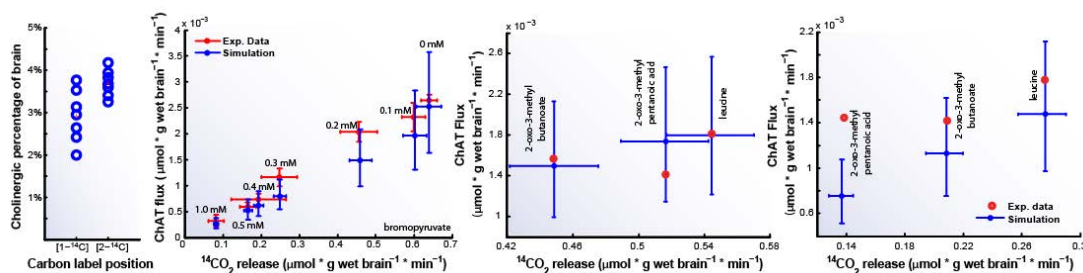 Cholinergic percentage of brain
5%
4%
3%
2%
1%
[1−14C] [2−14C]
Carbon label position
x 10−3
ChAT flux
(μmol * g wet brain−1 * min−1)
4
3.5
3
2.5
2
1.5
1
0.5
0
Exp. Data
Simulation
0 mM
0.1 mM
0.2 mM
0.3 mM
0.4 mM
0.5 mM
1.0 mM
bromopyruvate
0 0.1 0.2 0.3 0.4 0.5 0.6 0.7
14CO2 release (μmol * g wet brain−1 * min−1)
x 10−3
ChAT Flux
(μmol * g wet brain−1 * min−1)
2.6
2.2
1.8
1.4
1
2-oxo-3-methyl
butanoate
2-oxo-3-methyl
pentanoic acid
leucine
0.42 0.46 0.5 0.54 0.58
14CO2 release (μmol * g wet brain−1 * min−1)
x 10−3
ChAT Flux
(μmol * g wet brain−1 * min−1)
2.2
1.8
1.4
1
0.6
2-oxo-3-methyl
pentanoic acid
2-oxo-3-methyl
butanoate
leucine
Exp. data
Simulation
0.14 0.18 0.22 0.26 0.3
14CO2 release (μmol * g wet brain−1 * min−1)